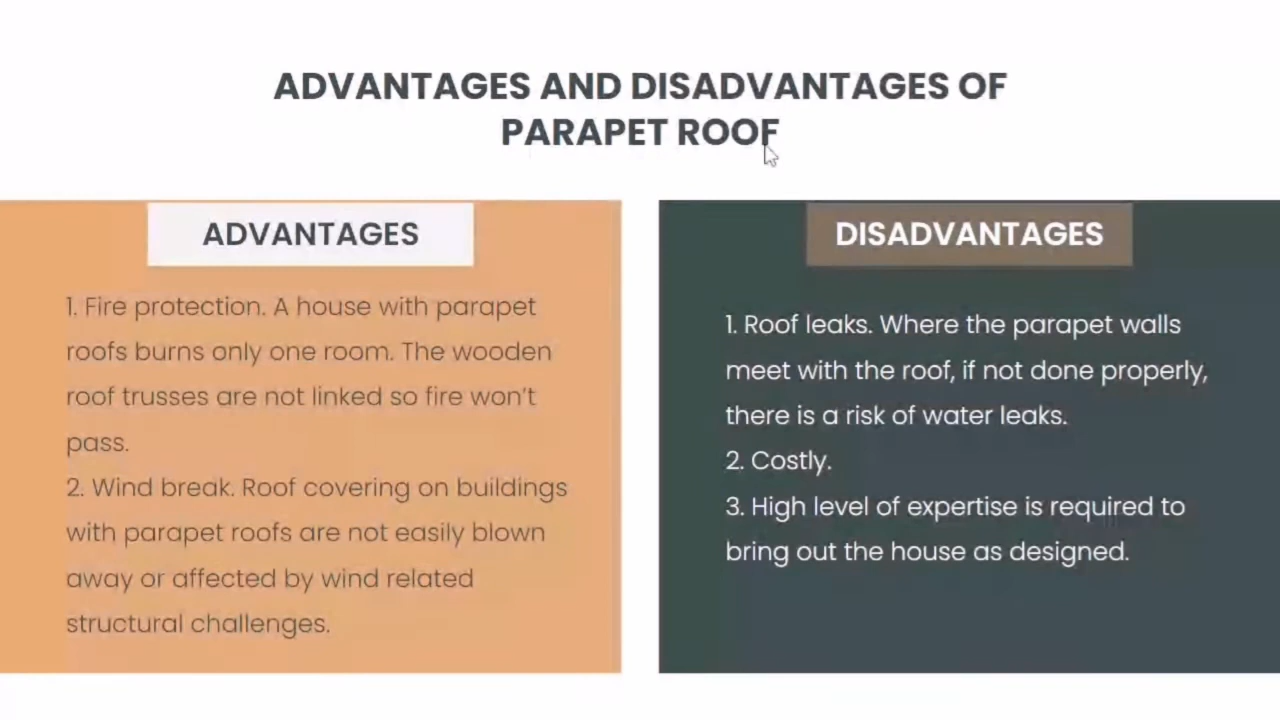 ADVANTAGES AND DISADVANTAGES OF
PARAPET ROOF
ADVANTAGES
1. Fire protection. A house with parapet
roofs burns only one room. The wooden
roof trusses are not linked so fire won't
pass.
2. Wind break. Roof covering on buildings
with parapet roofs are not easily blown
away or affected by wind related
structural challenges.
DISADVANTAGES
1. Roof leaks. Where the parapet walls
meet with the roof, if not done properly,
there is a risk of water leaks.
2. Costly.
3. High level of expertise is required to
bring out the house as designed.